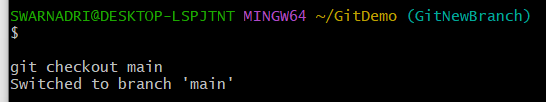 SWARNADRI@DESKTOP-LSPJTNT MINGW64 ~/GitDemo (GitNewBranch)
$
git checkout main
Switched to branch 'main'